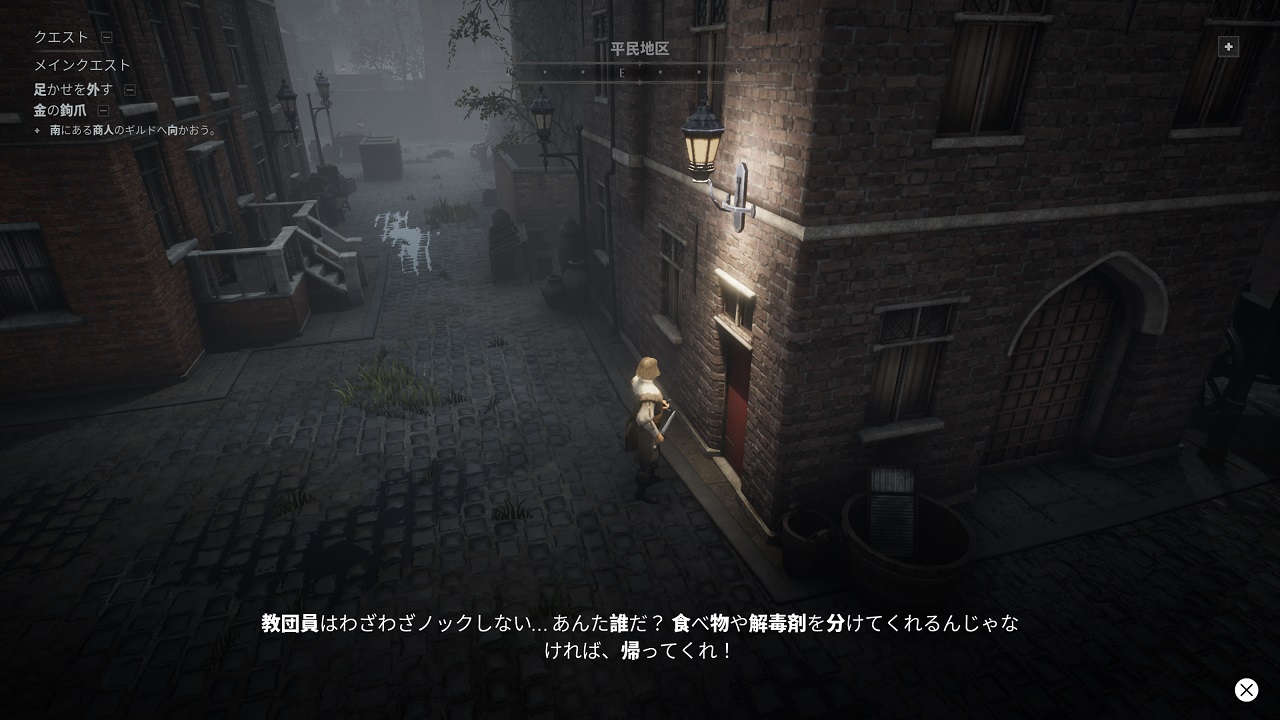 クエスト
メインクエスト
足かせを外す
金の鉤爪
南にある商人のギルドへ向かおう。
平民地区
E
S
教団員はわざわざノックしない… あんた誰だ? 食べ物や解毒剤を分けてくれるんじゃな
ければ、帰ってくれ!